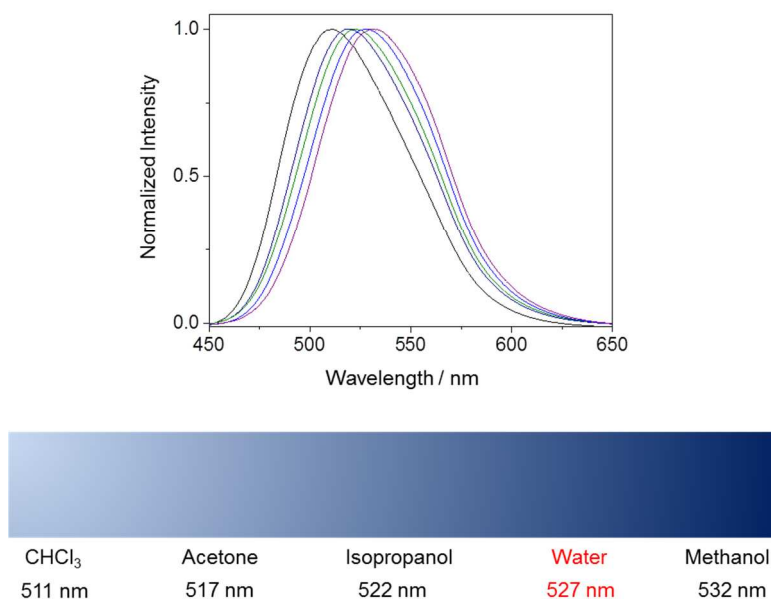 1.0
0.5
0.0
Normalized Intensity
450 500 550 600 650
Wavelength / nm
CHCl₃ Acetone Isopropanol Water Methanol
511 nm 517 nm 522 nm 527 nm 532 nm